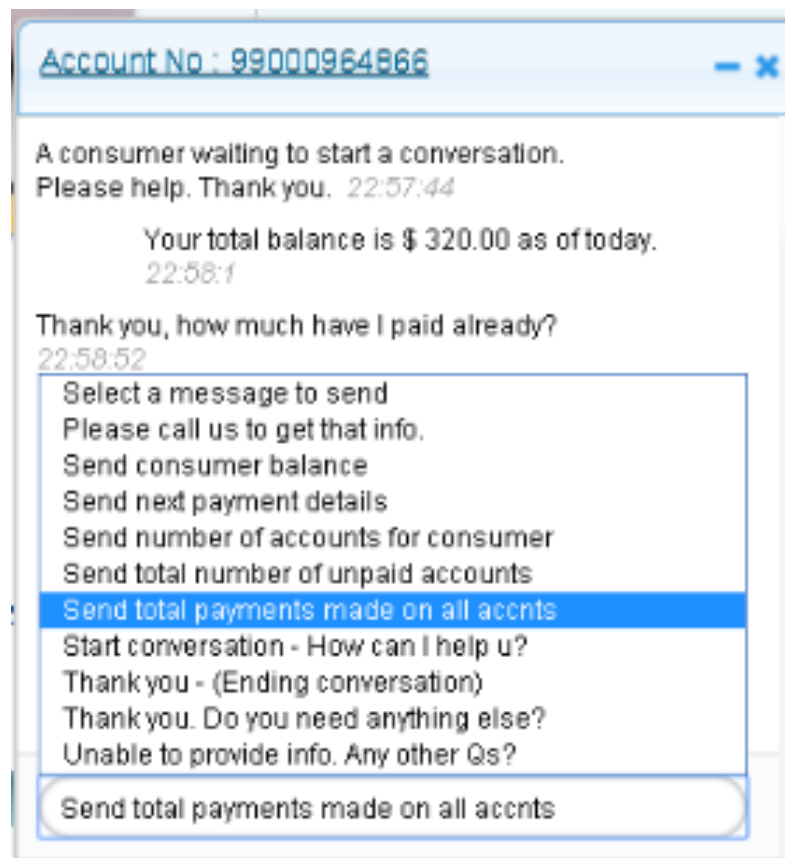 Account No : 99000964866
A consumer waiting to start a conversation.
Please help. Thank you. 22:57:44
Your total balance is $ 320.00 as of today.
22:58:1
Thank you, how much have I paid already?
22:58:52
Select a message to send
Please call us to get that info.
Send consumer balance
Send next payment details
Send number of accounts for consumer
Send total number of unpaid accounts
Send total payments made on all accnts
Start conversation - How can I help u?
Thank you - (Ending conversation)
Thank you. Do you need anything else?
Unable to provide info. Any other Qs?
Send total payments made on all accnts